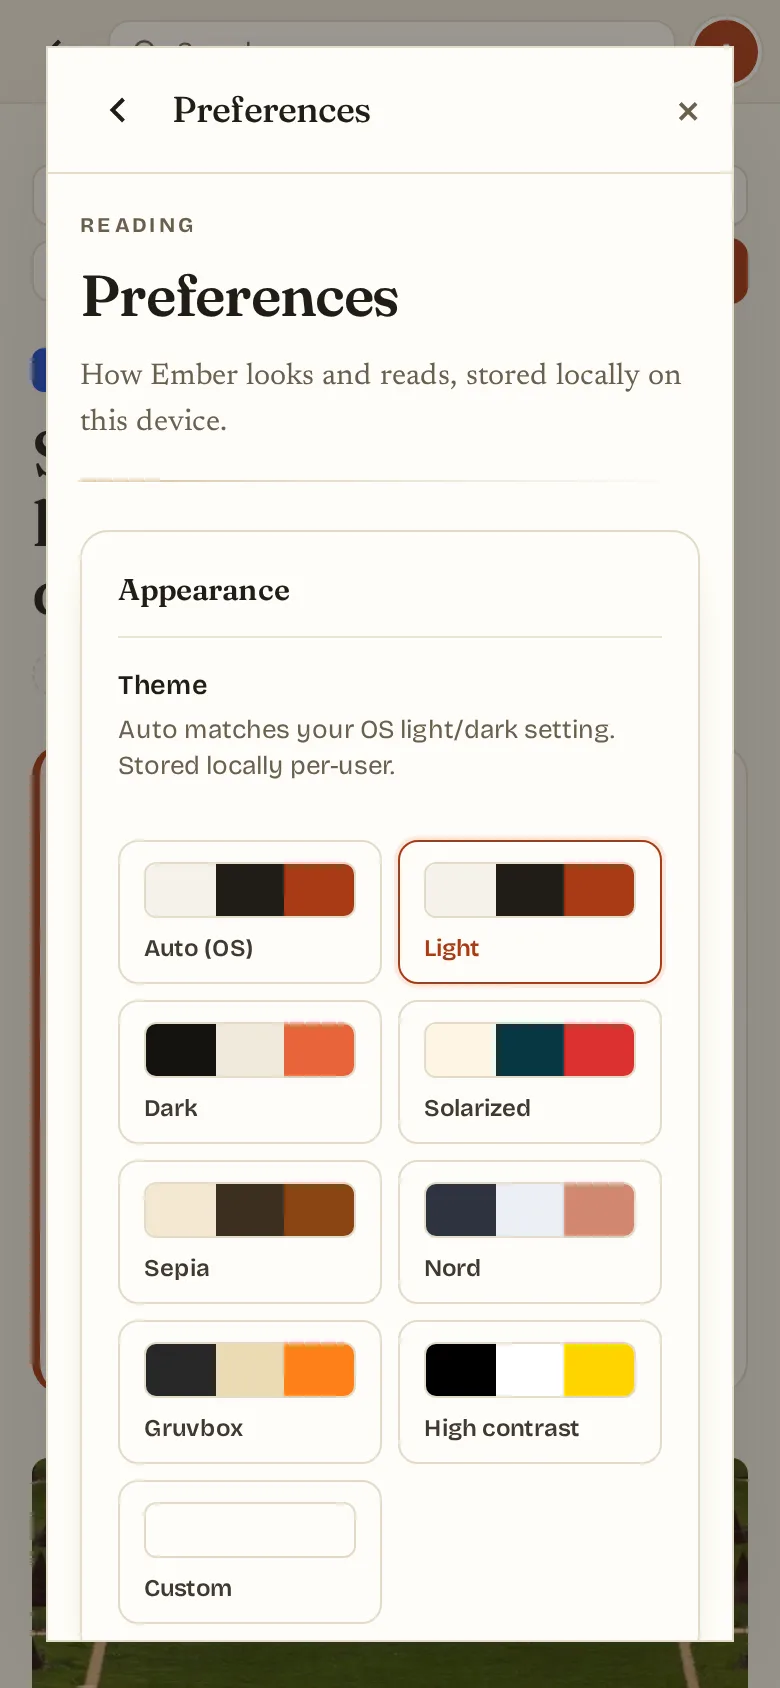 Preferences
×
READING
Preferences
How Ember looks and reads, stored locally on
this device.
Appearance
Theme
Auto matches your OS light/dark setting.
Stored locally per-user.
Auto (OS)
Light
Dark
Solarized
Sepia
Nord
Gruvbox
High contrast
Custom